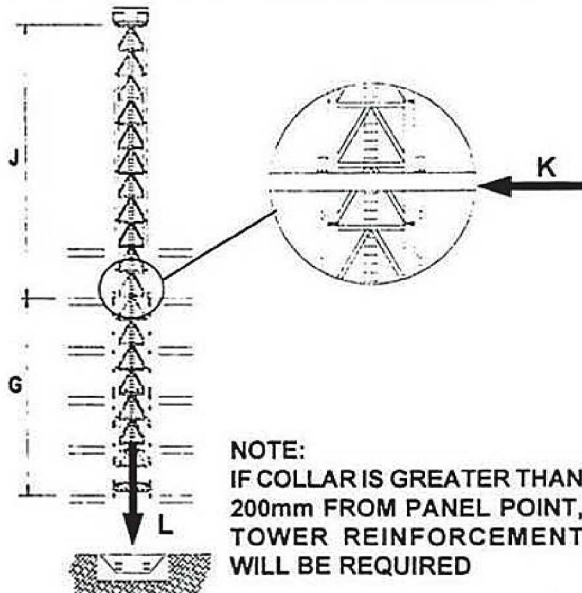 J
K
G
L
NOTE:
IF COLLAR IS GREATER THAN
200mm FROM PANEL POINT,
TOWER REINFORCEMENT
WILL BE REQUIRED